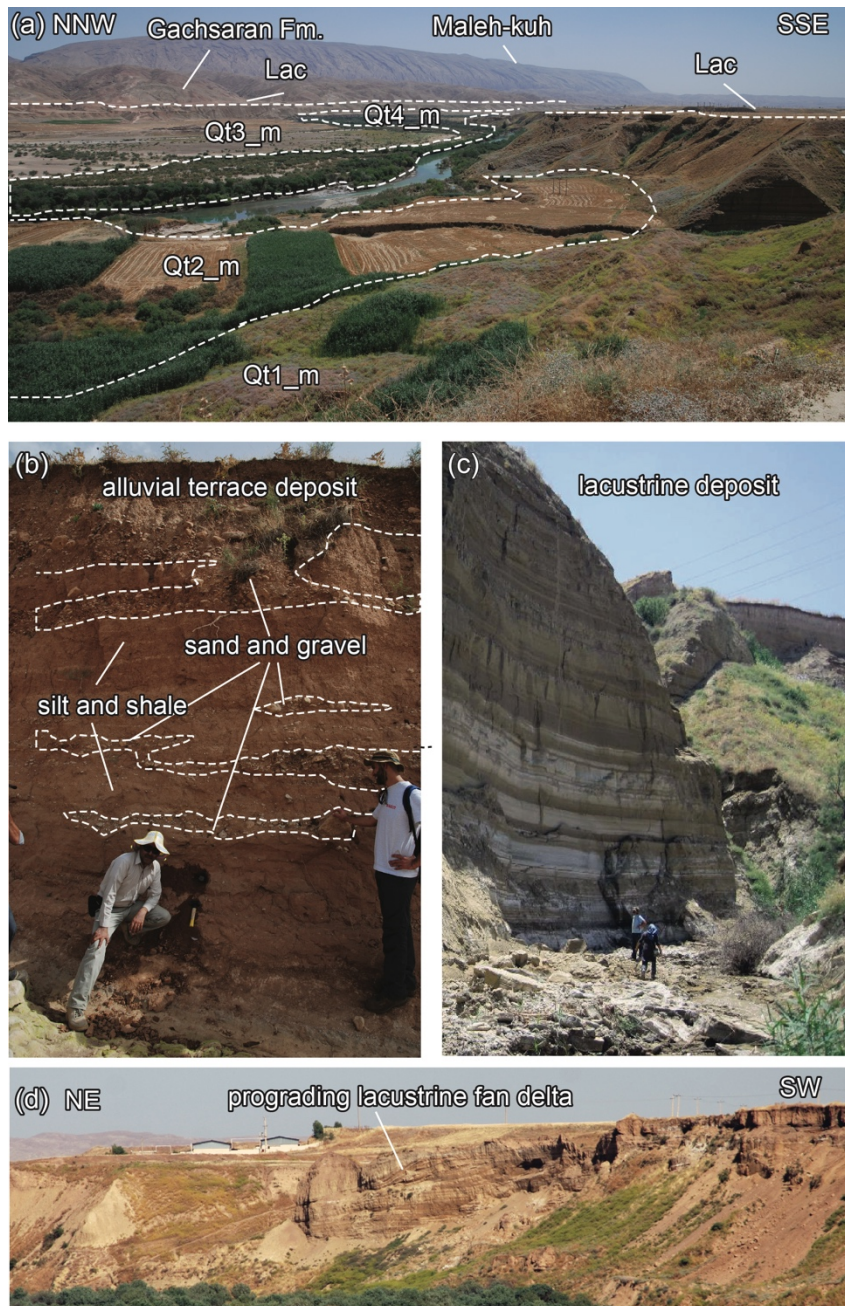 (a) NNW
Gachsaran Fm.
Maleh-kuh
SSE
Lac
Lac
Qt4_m
Qt3_m
Qt2_m
Qt1_m
(b)
alluvial terrace deposit
sand and gravel
silt and shale
(c)
lacustrine deposit
(d) NE
prograding lacustrine fan delta
SW